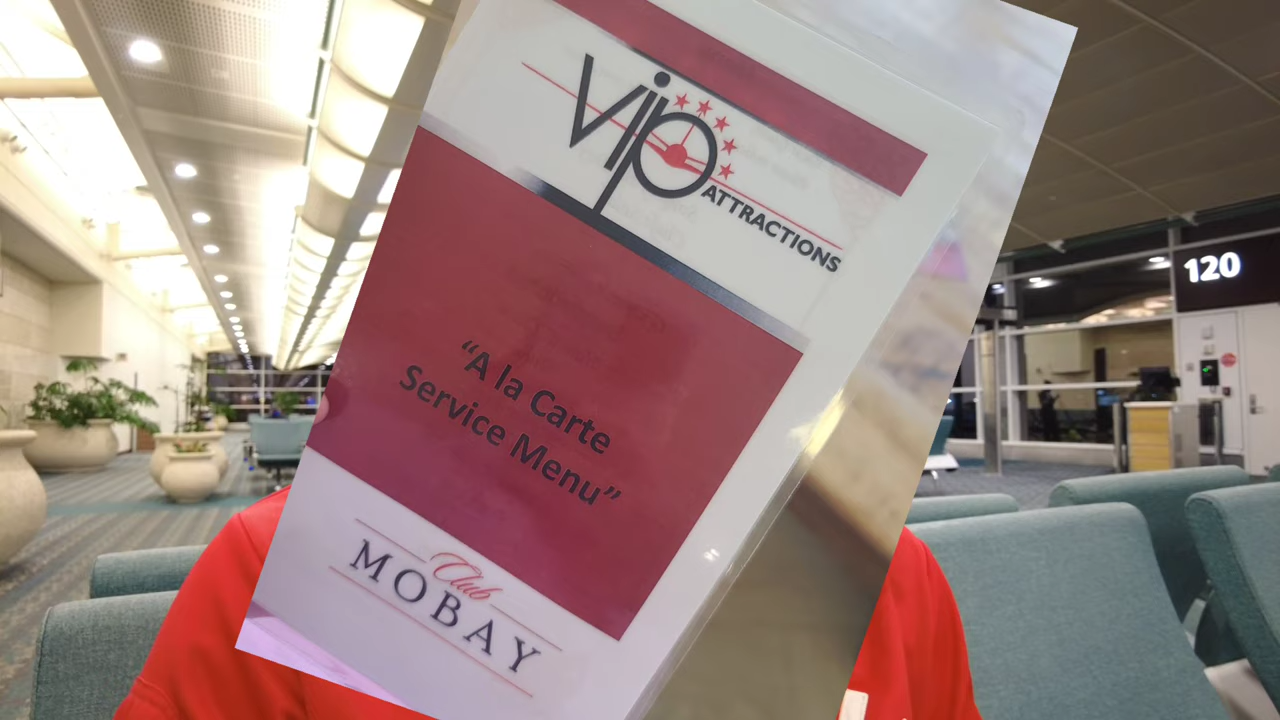 vip
ATTRACTIONS
"A la Carte
Service Menu"
Club
MOBAY
120